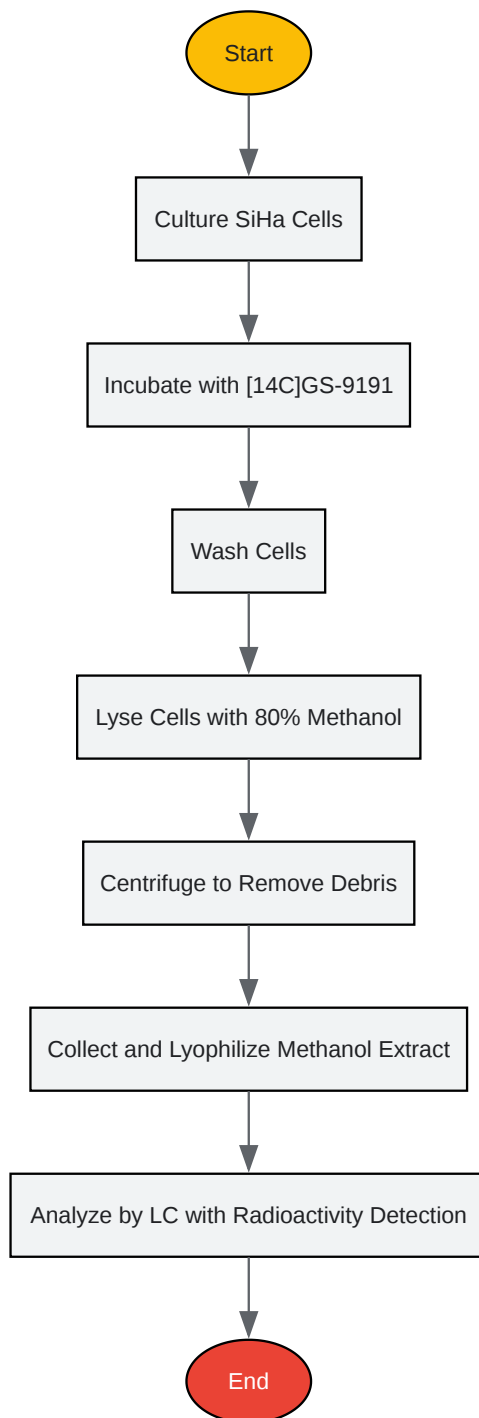 Start
Culture SiHa Cells
Incubate with [14C]GS-9191
Wash Cells
Lyse Cells with 80% Methanol
Centrifuge to Remove Debris
Collect and Lyophilize Methanol Extract
Analyze by LC with Radioactivity Detection
End